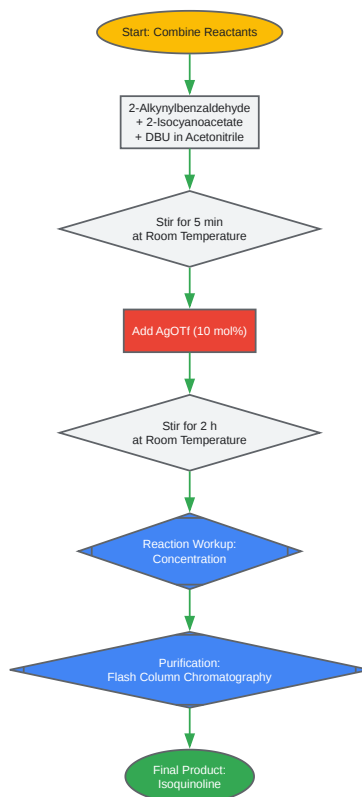 Start: Combine Reactants
2-Alkynylbenzaldehyde
+ 2-Isocyanoacetate
+ DBU in Acetonitrile
Stir for 5 min
at Room Temperature
Add AgOTf (10 mol%)
Stir for 2 h
at Room Temperature
Reaction Workup:
Concentration
Purification:
Flash Column Chromatography
Final Product:
Isoquinoline